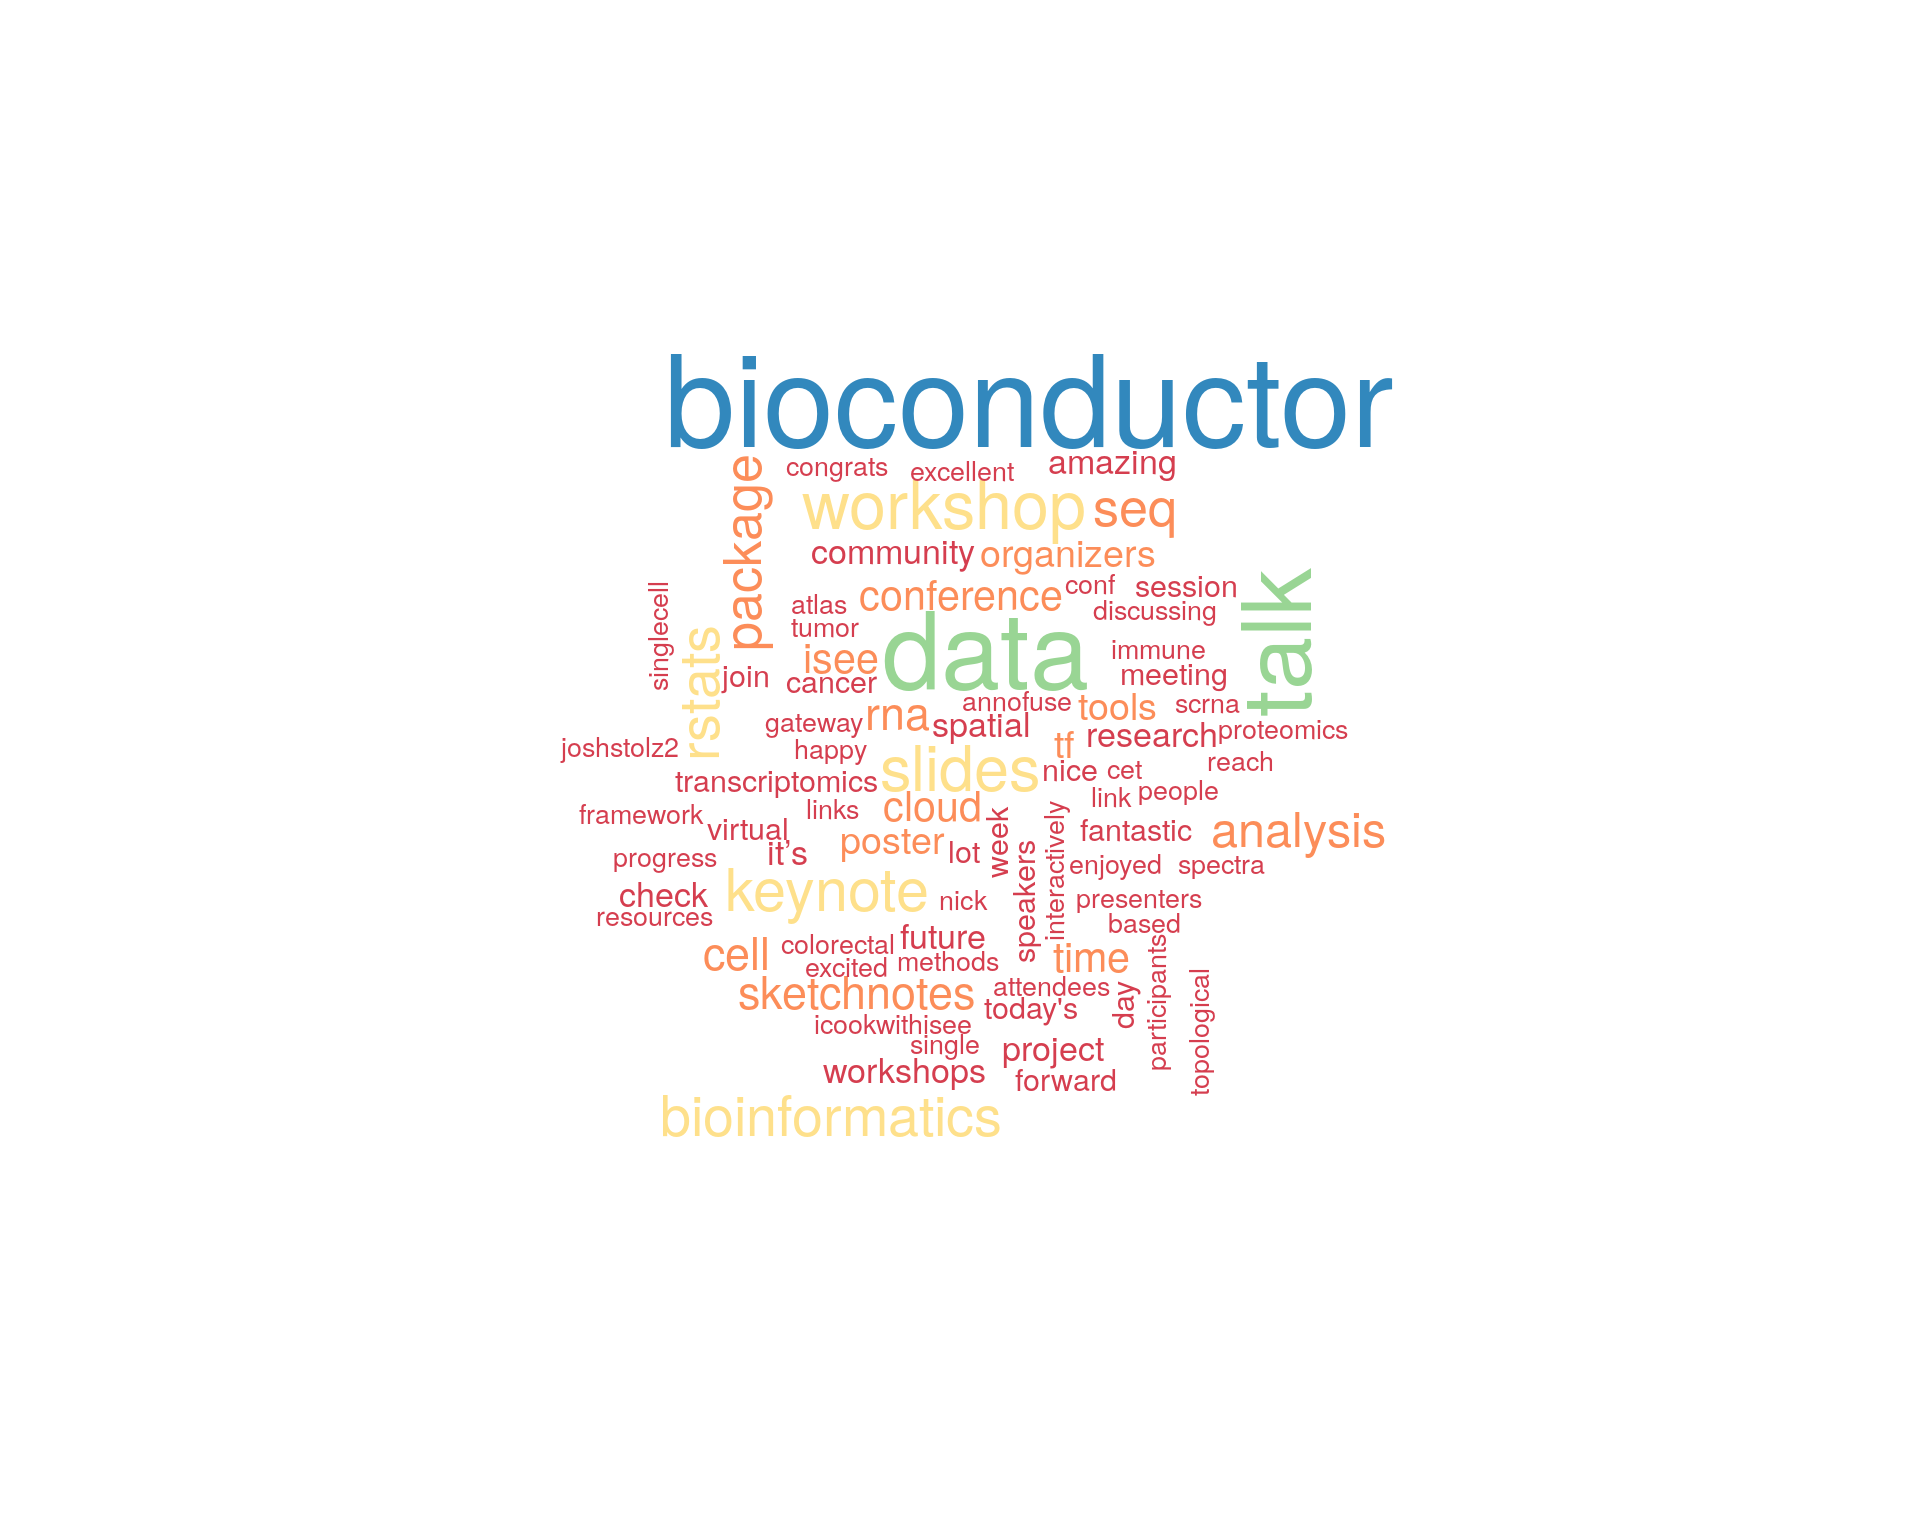 bioconductor
congrats
excellent
amazing
package
workshop
seq
community
organizers
conference
conf
session
discussing
atlas
tumor
data
talk
singlecell
rstats
isee
immune
join
cancer
meeting
annofuse
tools
scrna
gateway
rna
spatial
tf
research
proteomics
joshstolz2
happy
slides
nice
cet
reach
transcriptomics
link
people
framework
links
cloud
week
interactively
virtual
fantastic
analysis
it’s
poster
lot
speakers
progress
enjoyed
spectra
check
keynote
nick
presenters
resources
based
colorectal
future
cell
excited
methods
time
participants
sketchnotes
attendees
today's
day
topological
icookwithisee
single
project
workshops
forward
bioinformatics